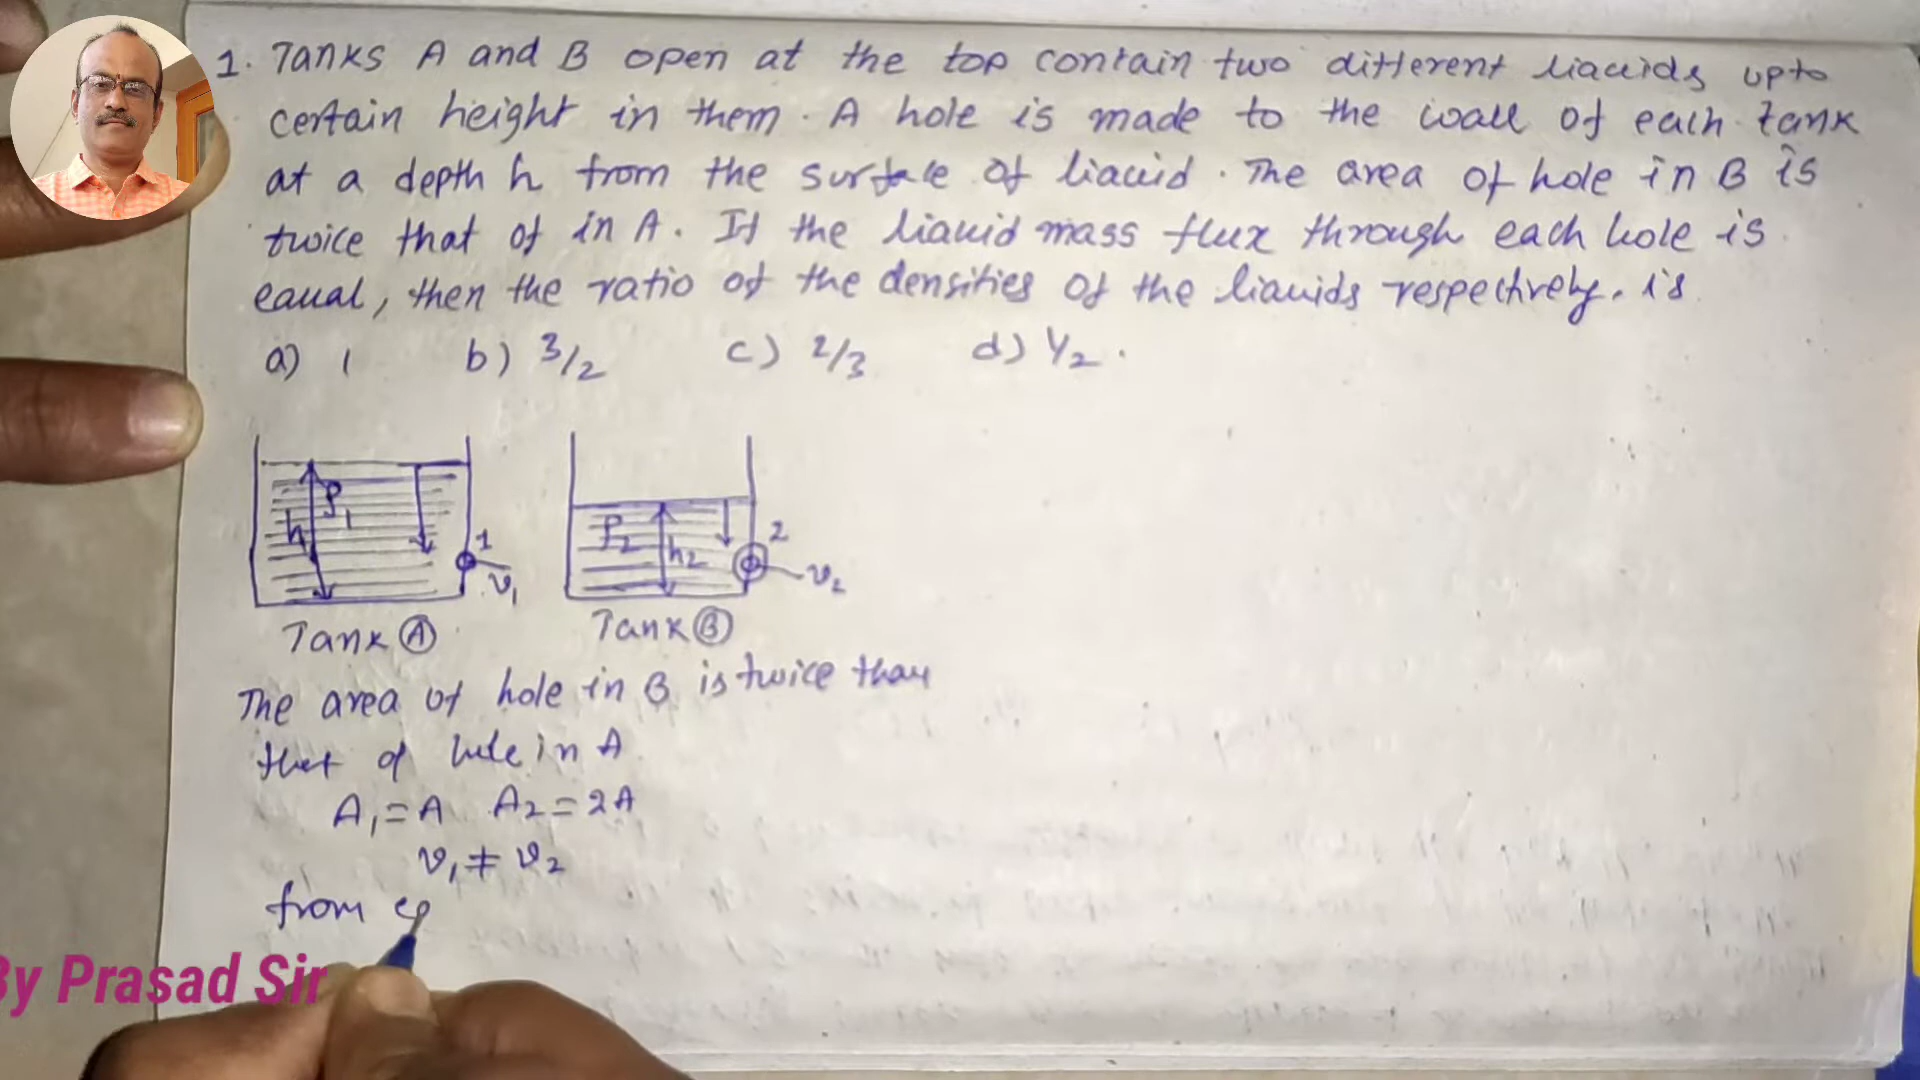 1. Tanks A and B open at the top contain two different liquids upto
certain height in them. A hole is made to the wall of each tank
at a depth h from the surface of liquid. The area of hole in B is
twice that of in A. If the liquid mass flux through each hole is
equal, then the ratio of the densities of the liquids respectively. is
a) 1 b) 3/2 c) 2/3 d) 1/2.
ρ1
h
1
v1
Tank A
ρ2
h2
2
v2
Tank B
The area of hole in B is twice than
that of hole in A
A1 = A A2 = 2A
v1 ≠ v2
from
By Prasad Sir